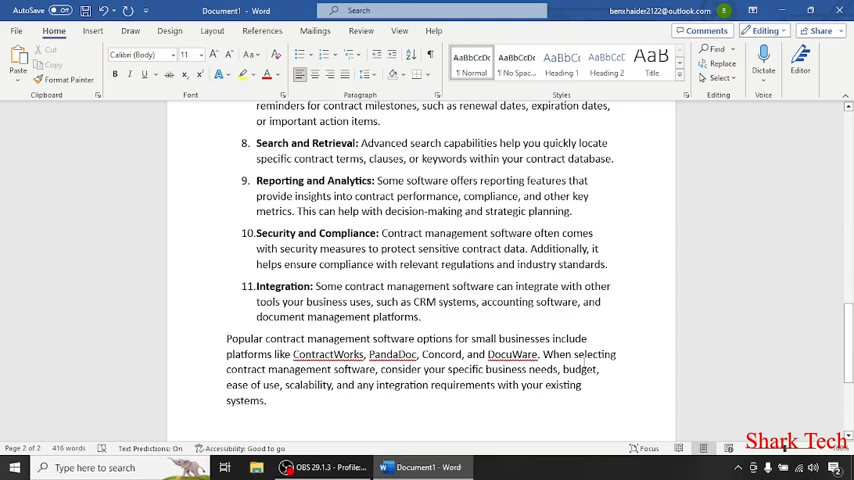 AutoSave Off Document1 - Word Search benxhaider2122@outlook.com B
File Home Insert Draw Design Layout References Mailings Review View Help Comments Editing Share
Cut
Copy
Format Painter
Paste
Calibri (Body) 11
AaBbCcDc AaBbCcDc AaBbCc AaBbCcD AaB
¶ Normal ¶ No Spac... Heading 1 Heading 2 Title
Find
Replace
Select
Dictate Editor
Clipboard Font Paragraph Styles Editing Voice Editor
reminders for contract milestones, such as renewal dates, expiration dates,
or important action items.
8. Search and Retrieval: Advanced search capabilities help you quickly locate
specific contract terms, clauses, or keywords within your contract database.
9. Reporting and Analytics: Some software offers reporting features that
provide insights into contract performance, compliance, and other key
metrics. This can help with decision-making and strategic planning.
10. Security and Compliance: Contract management software often comes
with security measures to protect sensitive contract data. Additionally, it
helps ensure compliance with relevant regulations and industry standards.
11. Integration: Some contract management software can integrate with other
tools your business uses, such as CRM systems, accounting software, and
document management platforms.
Popular contract management software options for small businesses include
platforms like ContractWorks, PandaDoc, Concord, and DocuWare. When selecting
contract management software, consider your specific business needs, budget,
ease of use, scalability, and any integration requirements with your existing
systems.
Page 2 of 2 416 words Text Predictions: On Accessibility: Good to go Focus
Shark Tech
Type here to search OBS 29.1.3 - Profile:... Document1 - Word